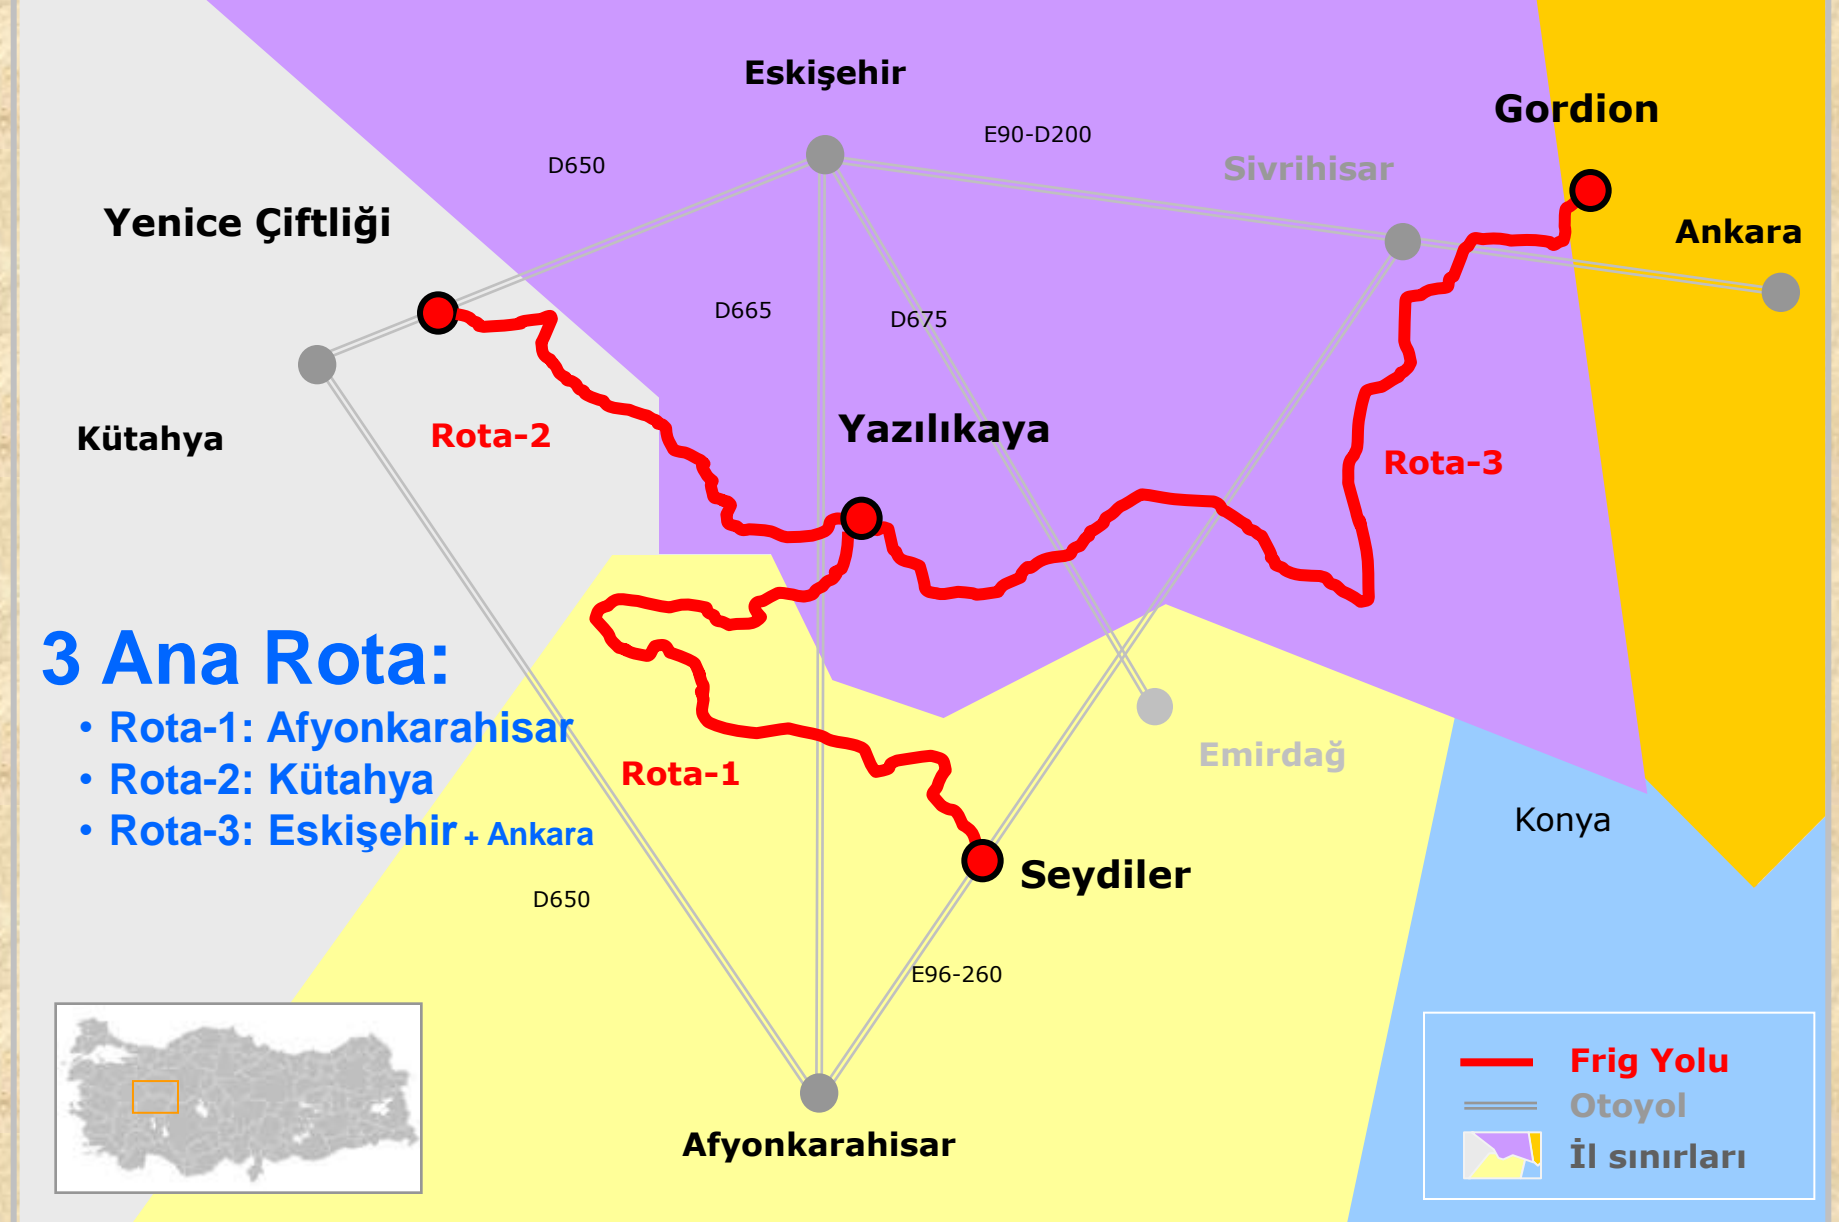 Eskişehir
Gordion
E90-D200
D650
Sivrihisar
Yenice Çiftliği
Ankara
D665
D675
Yazılıkaya
Kütahya
Rota-2
Rota-3
3 Ana Rota:
• Rota-1: Afyonkarahisar
• Rota-2: Kütahya
• Rota-3: Eskişehir + Ankara
Rota-1
Emirdağ
Konya
Seydiler
D650
E96-260
Afyonkarahisar
Frig Yolu
Otoyol
İl sınırları